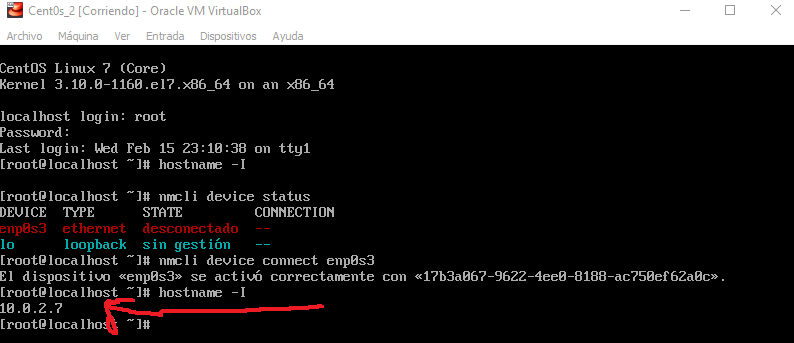 Cent0s_2 [Corriendo] - Oracle VM VirtualBox
Archivo Máquina Ver Entrada Dispositivos Ayuda
CentOS Linux 7 (Core)
Kernel 3.10.0-1160.el7.x86_64 on an x86_64
localhost login: root
Password:
Last login: Wed Feb 15 23:10:38 on tty1
[root@localhost ~]# hostname -I
[root@localhost ~]# nmcli device status
DEVICE TYPE STATE CONNECTION
enp0s3 ethernet desconectado --
lo loopback sin gestión --
[root@localhost ~]# nmcli device connect enp0s3
El dispositivo «enp0s3» se activó correctamente con «17b3a067-9622-4ee0-8188-ac750ef62a0c».
[root@localhost ~]# hostname -I
10.0.2.7
[root@localhost ~]#